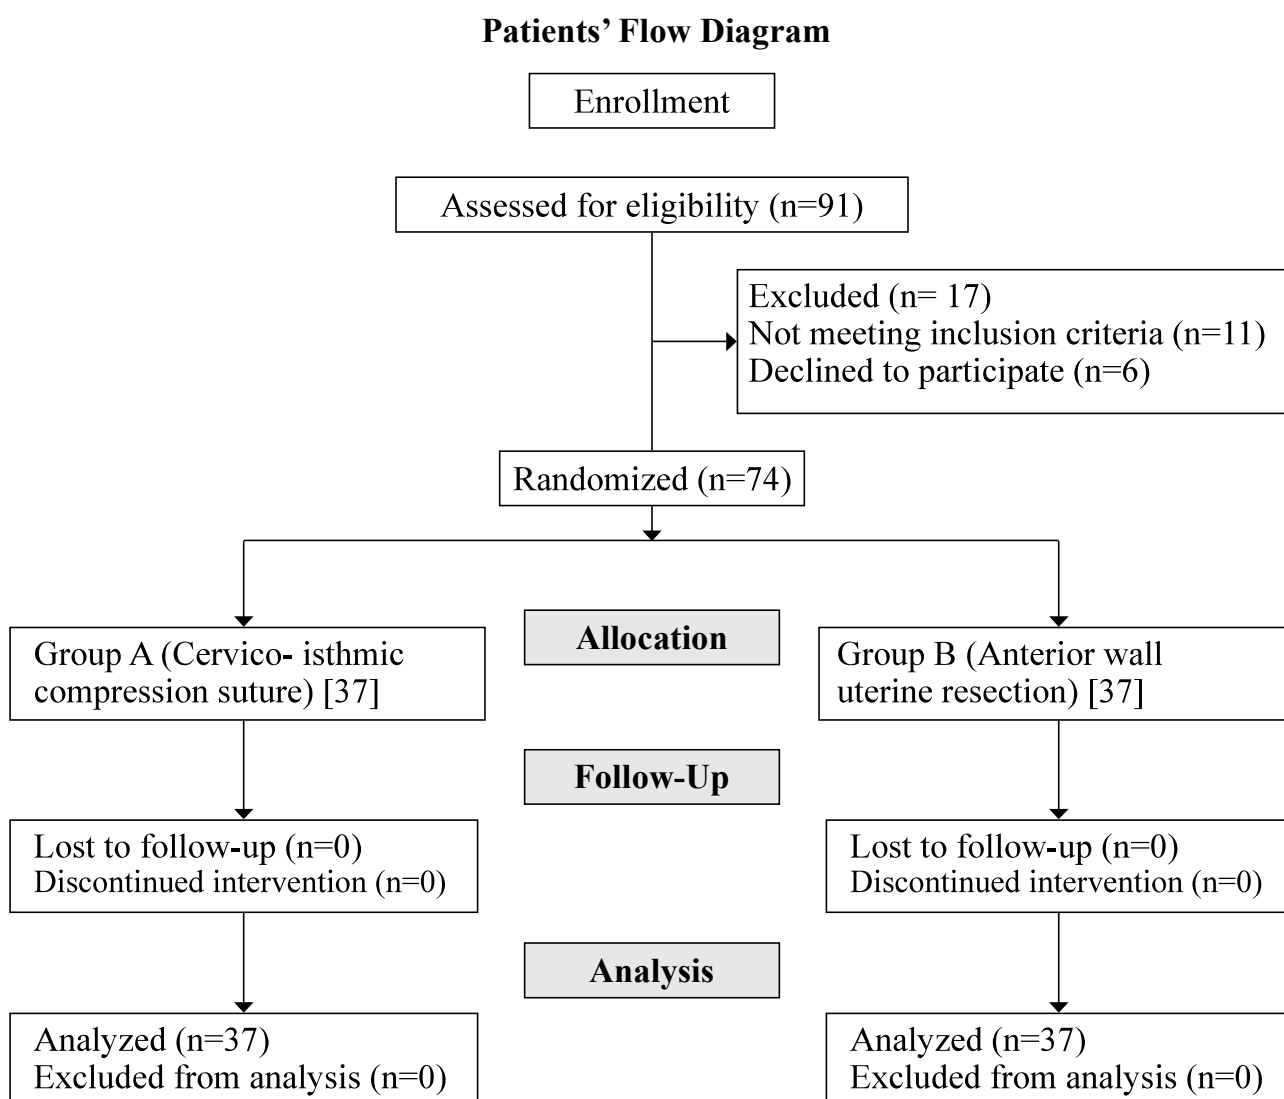 Patients’ Flow Diagram
Enrollment
Assessed for eligibility (n=91)
Excluded (n= 17)
Not meeting inclusion criteria (n=11)
Declined to participate (n=6)
Randomized (n=74)
Allocation
Group A (Cervico- isthmic
compression suture) [37]
Group B (Anterior wall
uterine resection) [37]
Follow-Up
Lost to follow-up (n=0)
Discontinued intervention (n=0)
Lost to follow-up (n=0)
Discontinued intervention (n=0)
Analysis
Analyzed (n=37)
Excluded from analysis (n=0)
Analyzed (n=37)
Excluded from analysis (n=0)